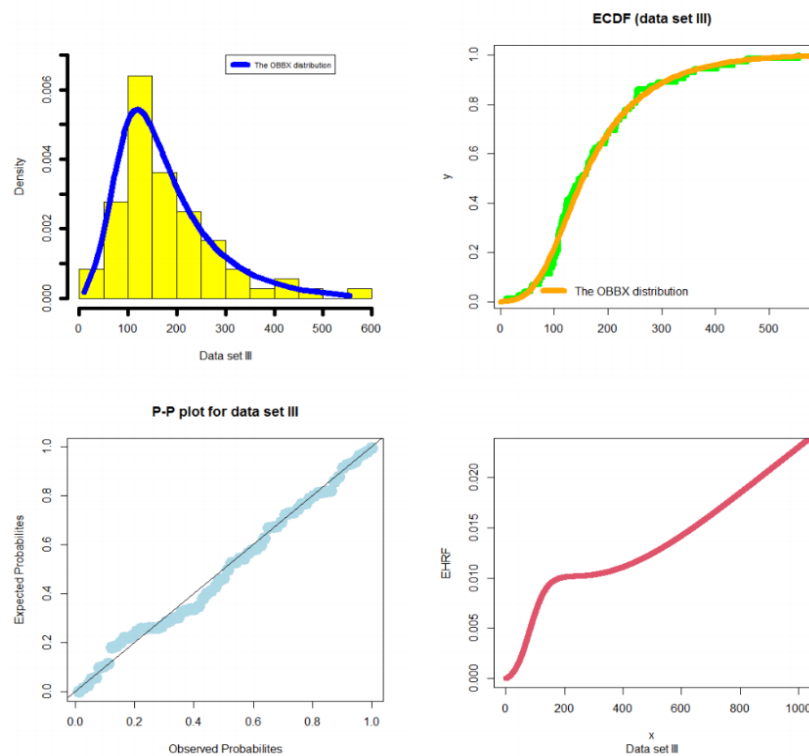 The OBBX distribution
Density
0.000
0.002
0.004
0.006
0 100 200 300 400 500 600
Data set III
ECDF (data set III)
y
0.0
0.2
0.4
0.6
0.8
1.0
The OBBX distribution
0 100 200 300 400 500
P-P plot for data set III
Expected Probabilities
0.0
0.2
0.4
0.6
0.8
1.0
0.0 0.2 0.4 0.6 0.8 1.0
Observed Probabilites
EHRF
0.000
0.005
0.010
0.015
0.020
0 200 400 600 800 1000
x
Data set III